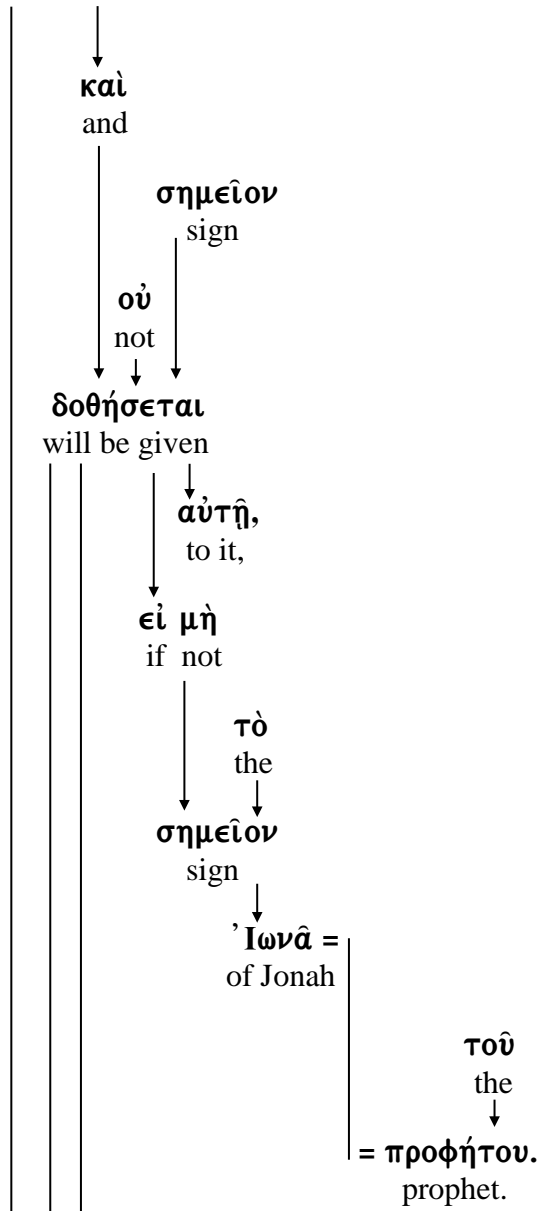 καὶ
and
σημεῖον
sign
οὐ
not
δοθήσεται
will be given
αὐτῇ,
to it,
εἰ μὴ
if not
τὸ
the
σημεῖον
sign
Ἰωνᾶ =
of Jonah
τοῦ
the
= προφήτου.
prophet.